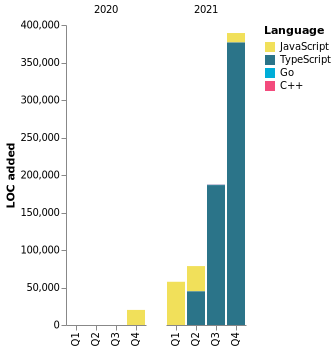 2020 2021
Language
JavaScript
TypeScript
Go
C++
LOC added
400,000
350,000
300,000
250,000
200,000
150,000
100,000
50,000
0
Q1 Q2 Q3 Q4 Q1 Q2 Q3 Q4